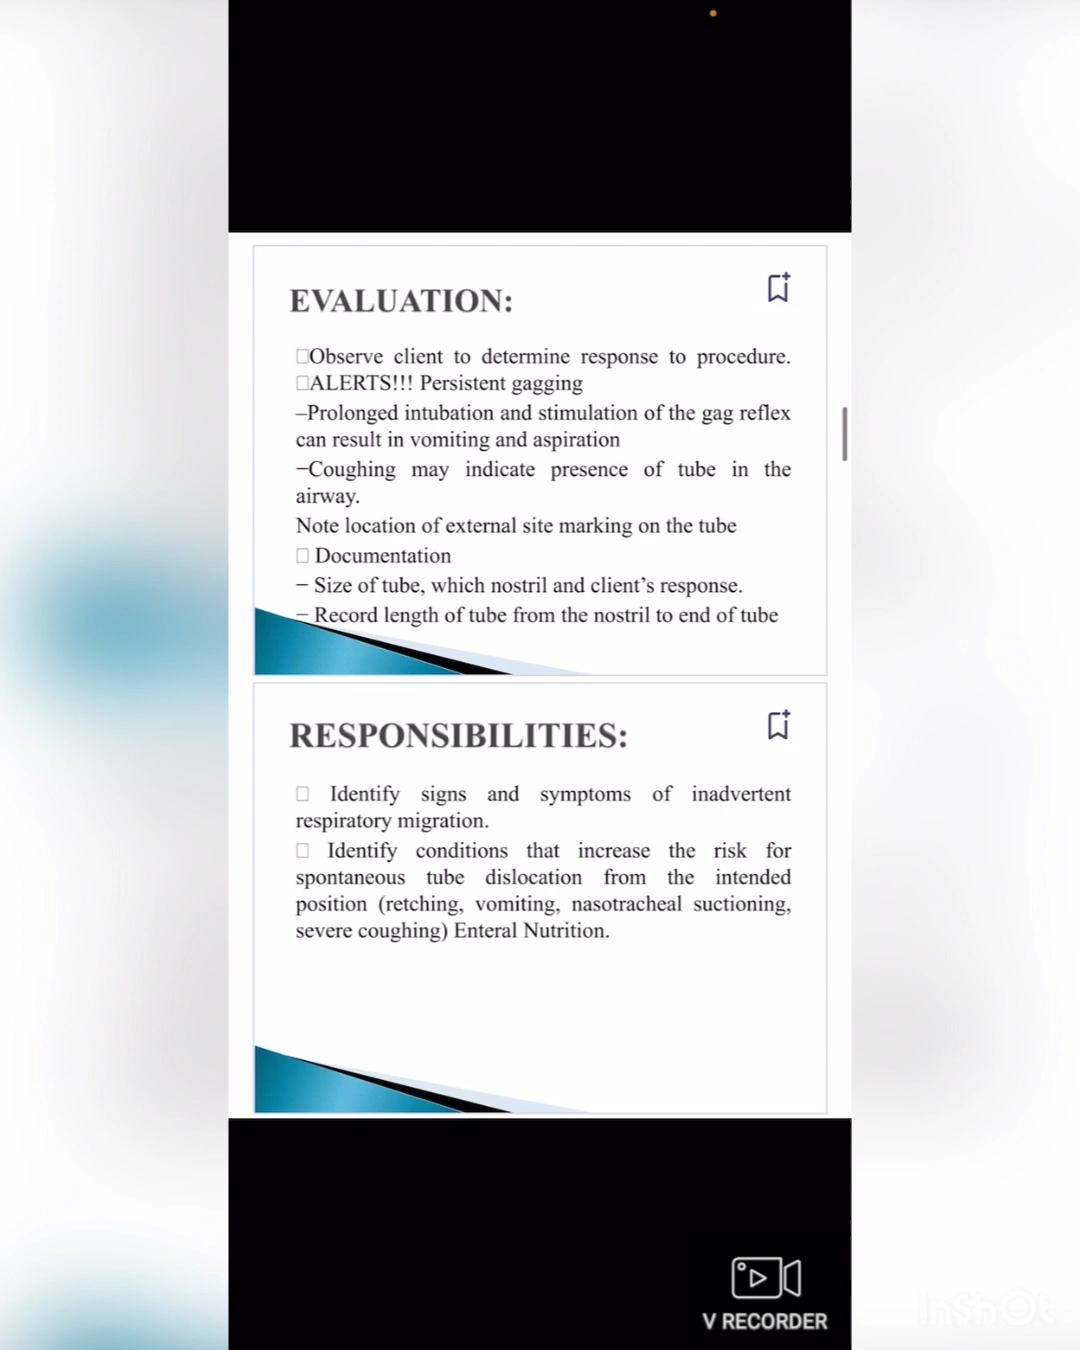 EVALUATION:
□Observe client to determine response to procedure.
□ALERTS!!! Persistent gagging
–Prolonged intubation and stimulation of the gag reflex
can result in vomiting and aspiration
–Coughing may indicate presence of tube in the
airway.
Note location of external site marking on the tube
□ Documentation
– Size of tube, which nostril and client’s response.
– Record length of tube from the nostril to end of tube
RESPONSIBILITIES:
□ Identify signs and symptoms of inadvertent
respiratory migration.
□ Identify conditions that increase the risk for
spontaneous tube dislocation from the intended
position (retching, vomiting, nasotracheal suctioning,
severe coughing) Enteral Nutrition.
V RECORDER
InShOt